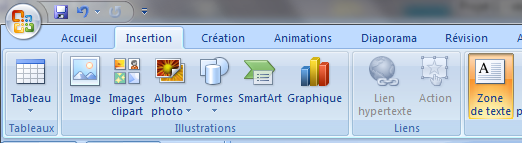 Accueil Insertion Création Animations Diaporama Révision
Tableau Image Images clipart Album photo Formes SmartArt Graphique Lien hypertexte Action Zone de texte
Tableaux Illustrations Liens